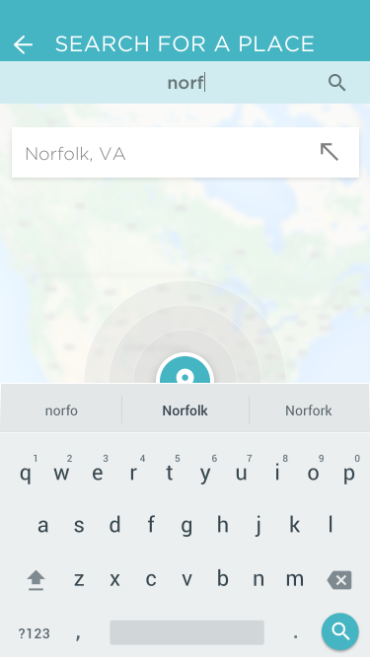 SEARCH FOR A PLACE
norf
Norfolk, VA
norfo Norfolk Norfork
1 2 3 4 5 6 7 8 9 0
q w e r t y u i o p
a s d f g h j k l
z x c v b n m
?123 , .